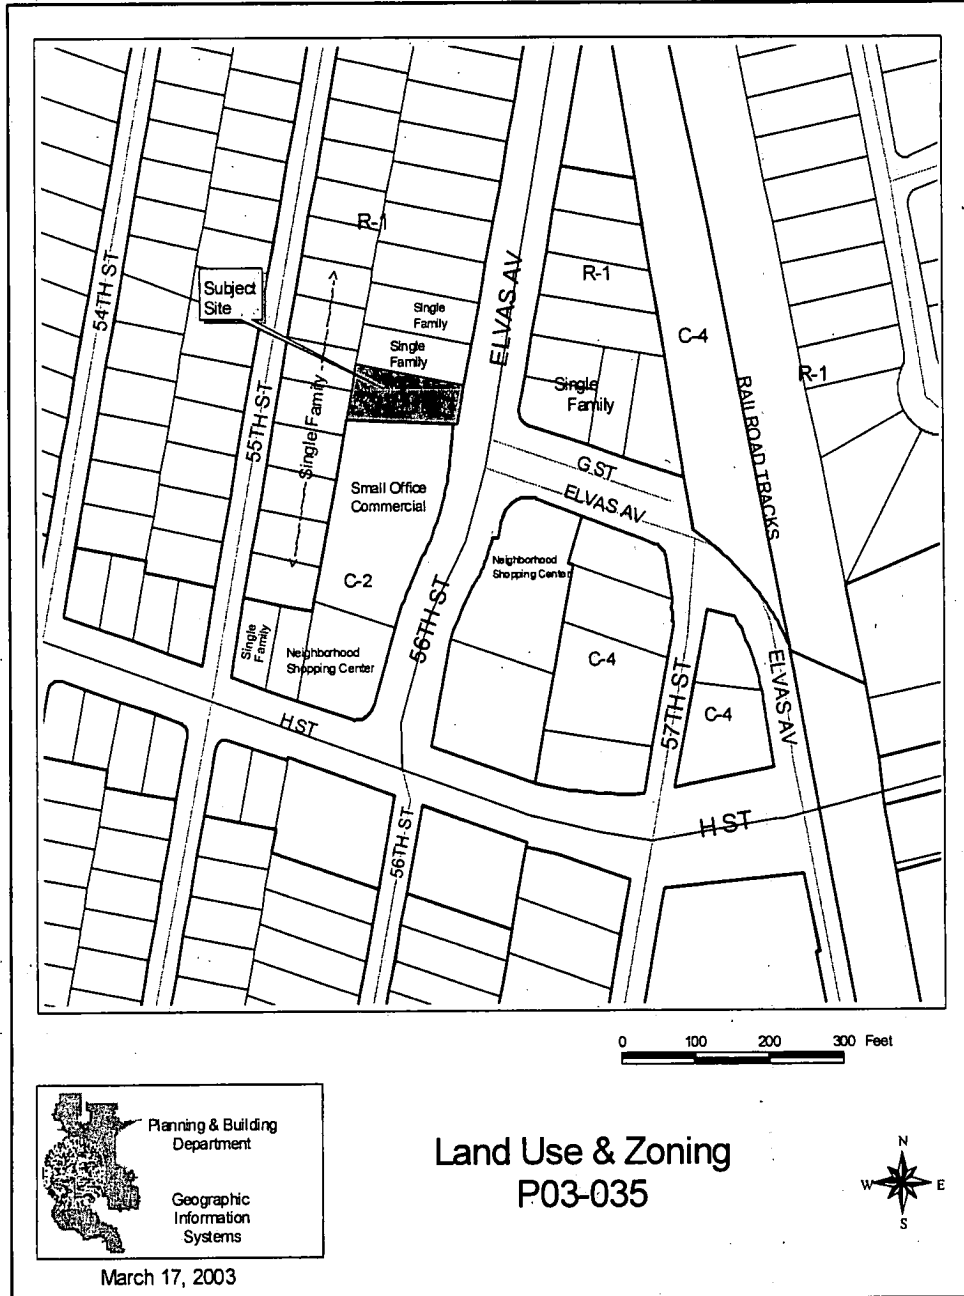 R-1
ELVAS AV
R-1
54TH ST
Subject
Site
Single
Family
C-4
Single
Family
R-1
Single
Family
55TH ST
Single Family
RAILROAD TRACKS
G ST
Small Office
Commercial
ELVAS AV
Neighborhood
Shopping Center
C-2
56TH ST
Single
Family
Neighborhood
Shopping Center
C-4
57TH ST
ELVAS AV
C-4
H ST
H ST
56TH ST
0 100 200 300 Feet
Planning & Building
Department
Geographic
Information
Systems
Land Use & Zoning
P03-035
N
W E
S
March 17, 2003